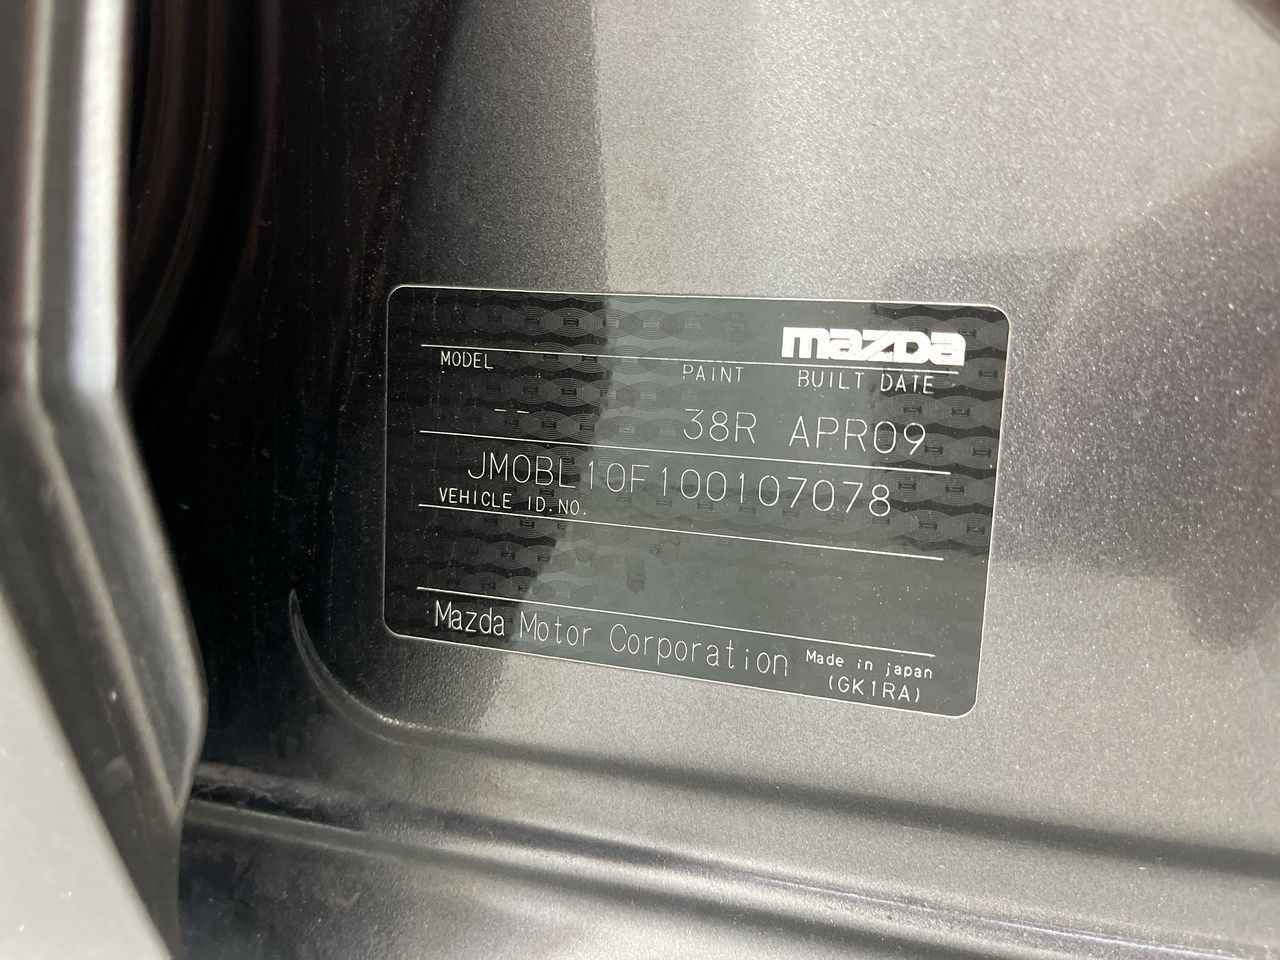 mazda
MODEL PAINT BUILT DATE
-- 38R APR09
JM0BL10F100107078
VEHICLE ID.NO.
Mazda Motor Corporation Made in japan
(GK1RA)